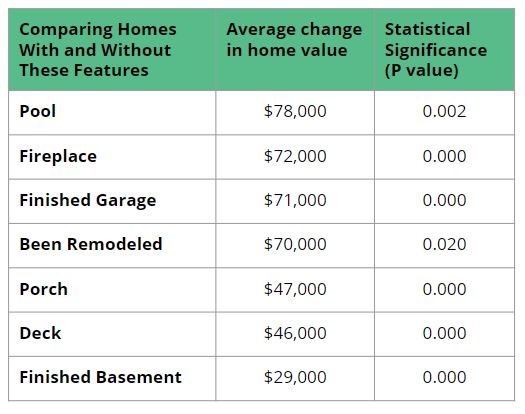 Comparing Homes
With and Without
These Features
Average change
in home value
Statistical
Significance
(P value)
Pool $78,000 0.002
Fireplace $72,000 0.000
Finished Garage $71,000 0.000
Been Remodeled $70,000 0.020
Porch $47,000 0.000
Deck $46,000 0.000
Finished Basement $29,000 0.000